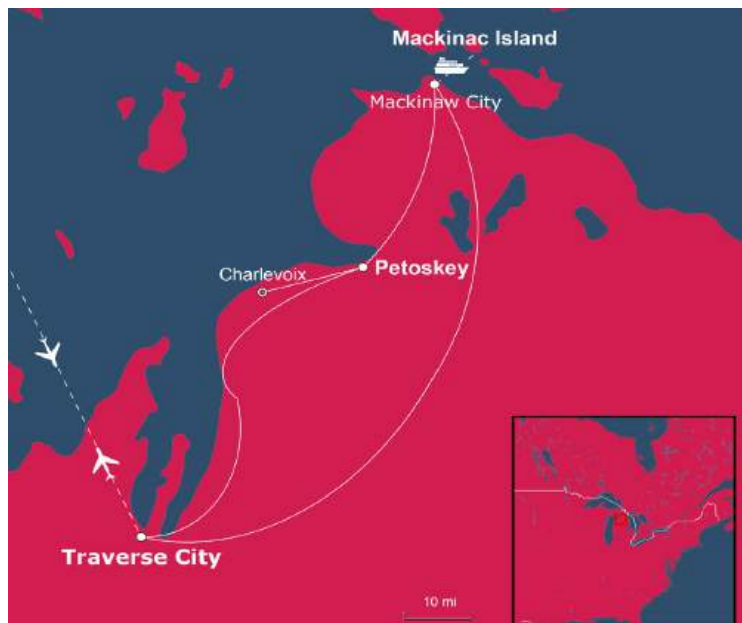 Mackinac Island
Mackinaw City
Charlevoix
Petoskey
Traverse City
10 mi